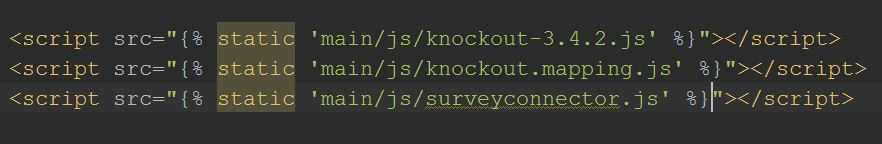 <script src="{% static 'main/js/knockout-3.4.2.js' %}"></script>
<script src="{% static 'main/js/knockout.mapping.js' %}"></script>
<script src="{% static 'main/js/surveyconnector.js' %}"></script>